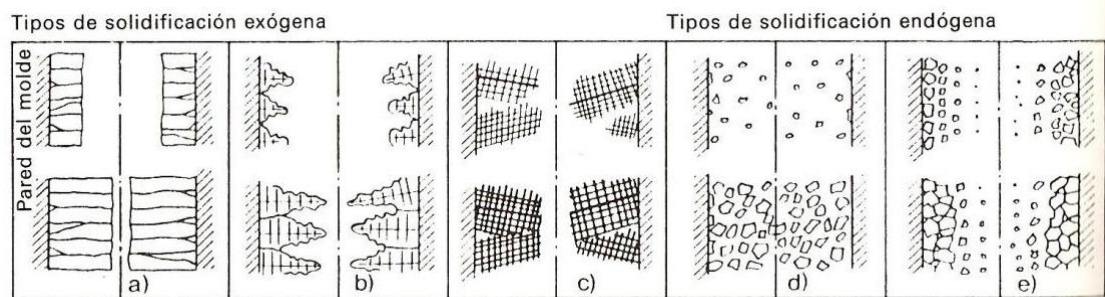 Tipos de solidificación exógena
Tipos de solidificación endógena
Pared del molde
a)
b)
c)
d)
e)